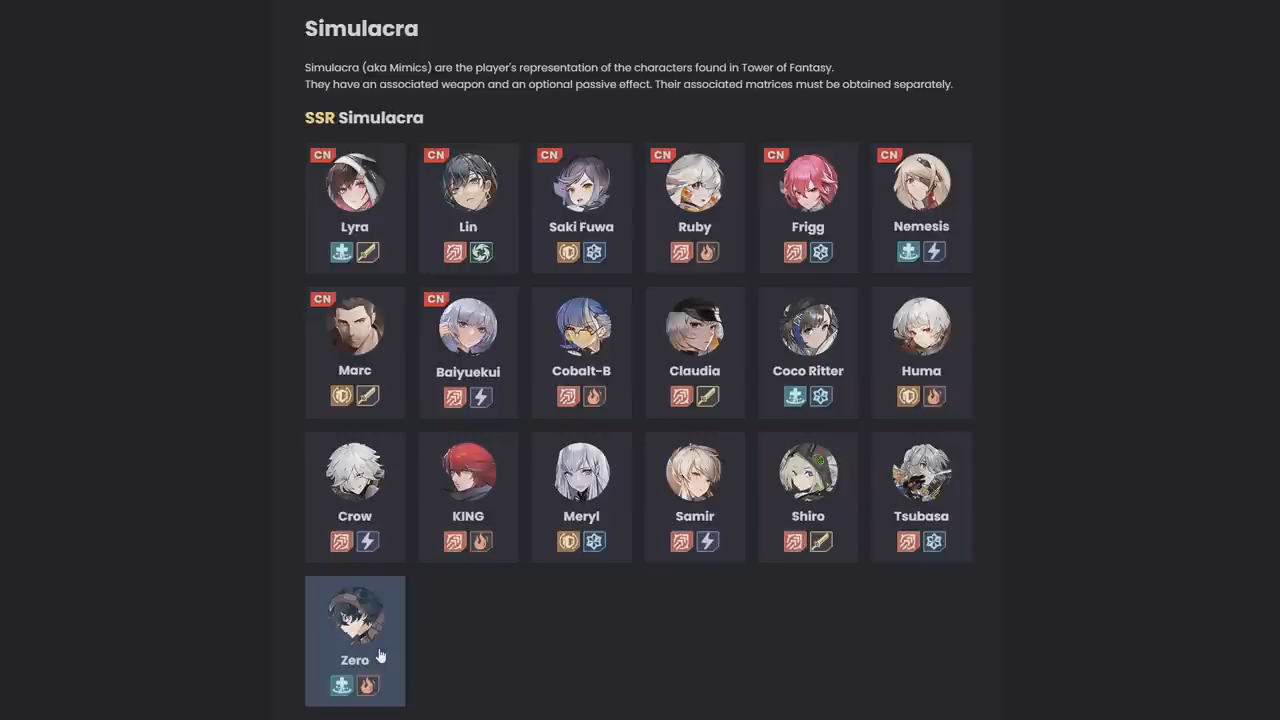 Simulacra
Simulacra (aka Mimics) are the player's representation of the characters found in Tower of Fantasy.
They have an associated weapon and an optional passive effect. Their associated matrices must be obtained separately.
SSR Simulacra
CN CN CN CN CN CN
Lyra Lin Saki Fuwa Ruby Frigg Nemesis
CN CN
Marc Baiyuekui Cobalt-B Claudia Coco Ritter Huma
Crow KING Meryl Samir Shiro Tsubasa
Zero